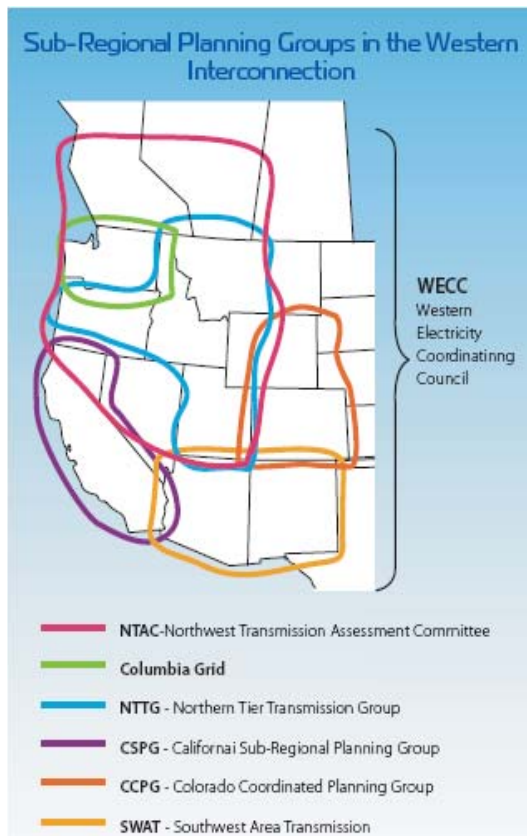 Sub-Regional Planning Groups in the Western
Interconnection
WECC
Western
Electricity
Coordinatinng
Council
NTAC-Northwest Transmission Assessment Committee
Columbia Grid
NTTG - Northern Tier Transmission Group
CSPG - Californai Sub-Regional Planning Group
CCPG - Colorado Coordinated Planning Group
SWAT - Southwest Area Transmission